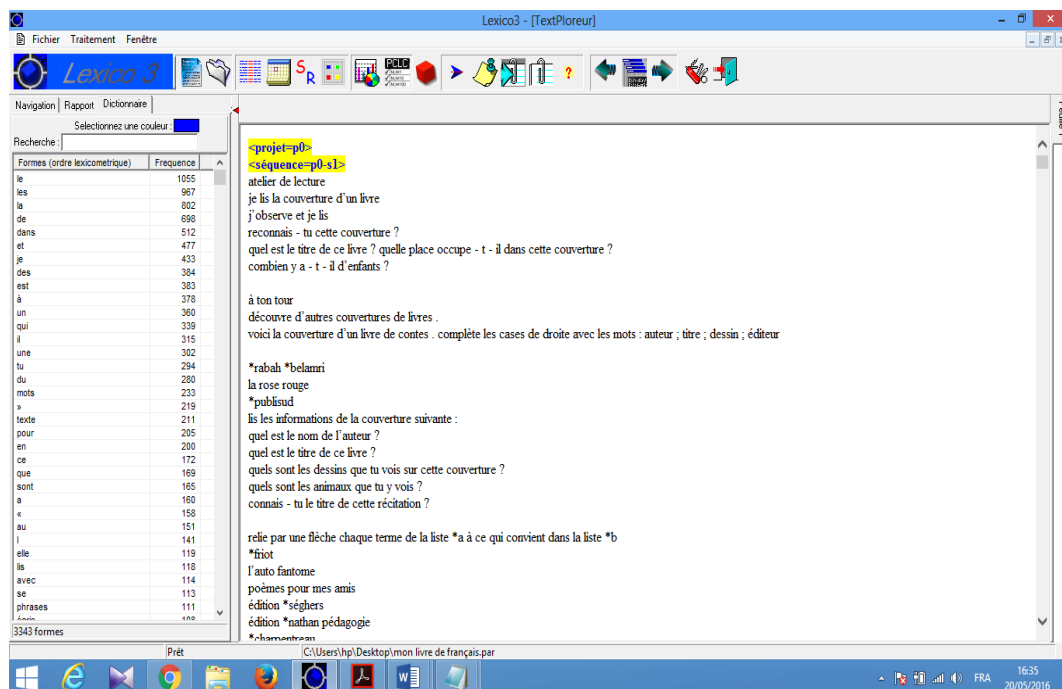 Lexico3 - [TextPloreur]
Fichier Traitement Fenêtre
Lexico 3
Navigation Rapport Dictionnaire
Selectionnez une couleur :
Recherche :
Formes (ordre lexicometrique) Frequence
le 1055
les 967
la 802
de 698
dans 512
et 477
je 433
des 384
est 383
à 378
un 360
qui 339
il 315
une 302
tu 294
du 280
mots 233
» 219
texte 211
pour 205
en 200
ce 172
que 169
sont 165
a 160
« 158
au 151
l 141
elle 119
lis 118
avec 114
se 113
phrases 111
3343 formes
<projet=p0>
<séquence=p0-s1>
atelier de lecture
je lis la couverture d'un livre
j'observe et je lis
reconnais - tu cette couverture ?
quel est le titre de ce livre ? quelle place occupe - t - il dans cette couverture ?
combien y a - t - il d'enfants ?
à ton tour
découvre d'autres couvertures de livres .
voici la couverture d'un livre de contes . complète les cases de droite avec les mots : auteur ; titre ; dessin ; éditeur
*rabah *belamri
la rose rouge
*publisud
lis les informations de la couverture suivante :
quel est le nom de l'auteur ?
quel est le titre de ce livre ?
quels sont les dessins que tu vois sur cette couverture ?
quels sont les animaux que tu y vois ?
connais - tu le titre de cette récitation ?
relie par une flèche chaque terme de la liste *a à ce qui convient dans la liste *b
*friot
l'auto fantome
poèmes pour mes amis
édition *séghers
édition *nathan pédagogie
*charpentreau
Prêt
C:\Users\hp\Desktop\mon livre de français.par
FRA
16:35
20/05/2016